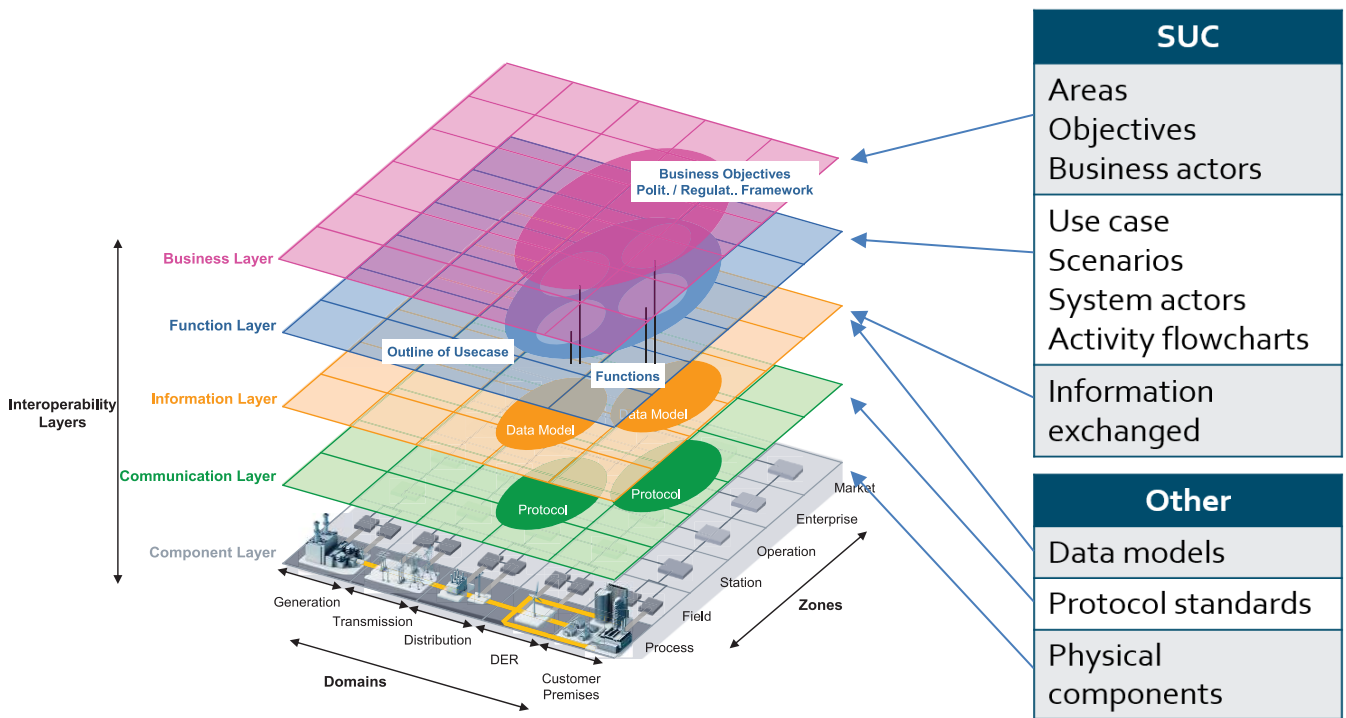 SUC
Areas
Objectives
Business actors
Use case
Scenarios
System actors
Activity flowcharts
Information
exchanged
Other
Data models
Protocol standards
Physical
components
Business Objectives
Polit. / Regulat.. Framework
Business Layer
Function Layer
Outline of Usecase
Functions
Interoperability
Layers
Information Layer
Data Model
Data Model
Communication Layer
Protocol
Protocol
Component Layer
Market
Enterprise
Operation
Station
Field
Process
Zones
Generation
Transmission
Distribution
DER
Customer
Premises
Domains